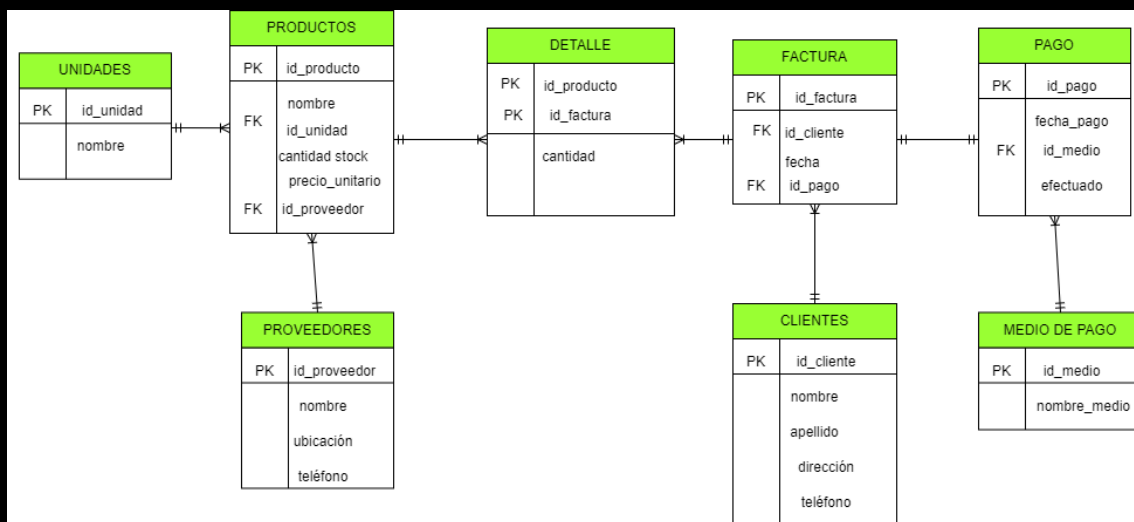 UNIDADES
PK id_unidad
nombre
PRODUCTOS
PK id_producto
nombre
FK id_unidad
cantidad stock
precio_unitario
FK id_proveedor
DETALLE
PK id_producto
PK id_factura
cantidad
FACTURA
PK id_factura
FK id_cliente
fecha
FK id_pago
PAGO
PK id_pago
fecha_pago
FK id_medio
efectuado
PROVEEDORES
PK id_proveedor
nombre
ubicación
teléfono
CLIENTES
PK id_cliente
nombre
apellido
dirección
teléfono
MEDIO DE PAGO
PK id_medio
nombre_medio